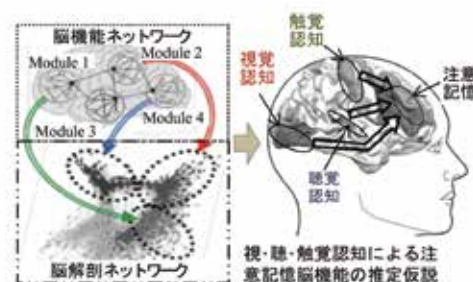 脳機能ネットワーク
Module 1
Module 2
Module 3
Module 4
脳解剖ネットワーク
触覚
認知
視覚
認知
注意
記憶
聴覚
認知
視・聴・触覚認知による注
意記憶脳機能の推定仮説